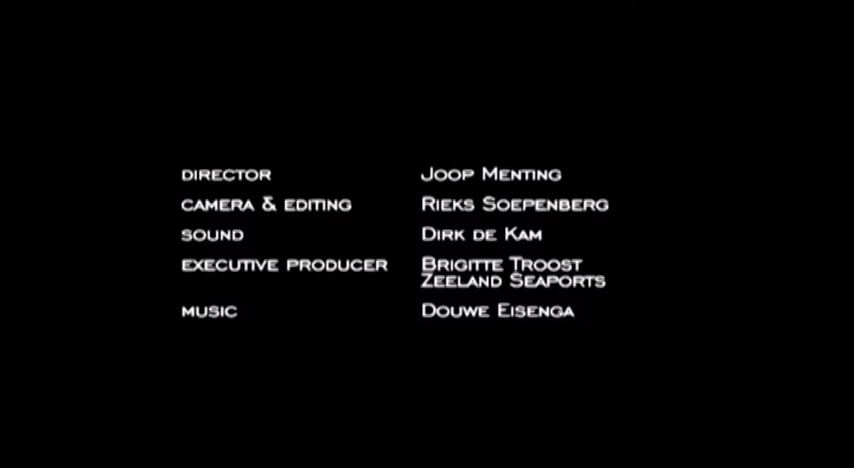 DIRECTOR JOOP MENTING
CAMERA & EDITING RIEKS SOEPENBERG
SOUND DIRK DE KAM
EXECUTIVE PRODUCER BRIGITTE TROOST
ZEELAND SEAPORTS
MUSIC DOUWE EISENGA